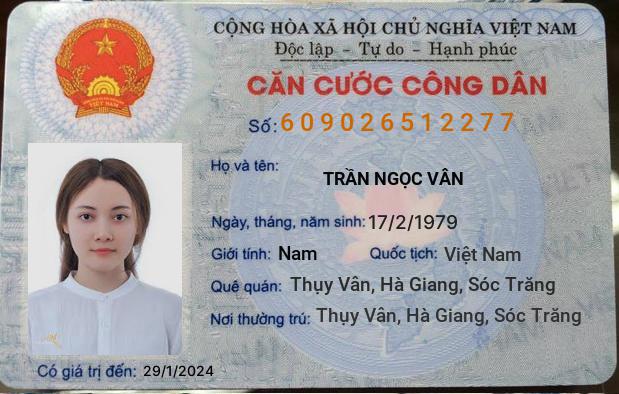 CỘNG HÒA XÃ HỘI CHỦ NGHĨA VIỆT NAM
Độc lập - Tự do - Hạnh phúc
CĂN CƯỚC CÔNG DÂN
Số: 609026512277
Họ và tên:
TRẦN NGỌC VÂN
Ngày, tháng, năm sinh: 17/2/1979
Giới tính: Nam Quốc tịch: Việt Nam
Quê quán: Thụy Vân, Hà Giang, Sóc Trăng
Nơi thường trú: Thụy Vân, Hà Giang, Sóc Trăng
Có giá trị đến: 29/1/2024
VIỆT NAM